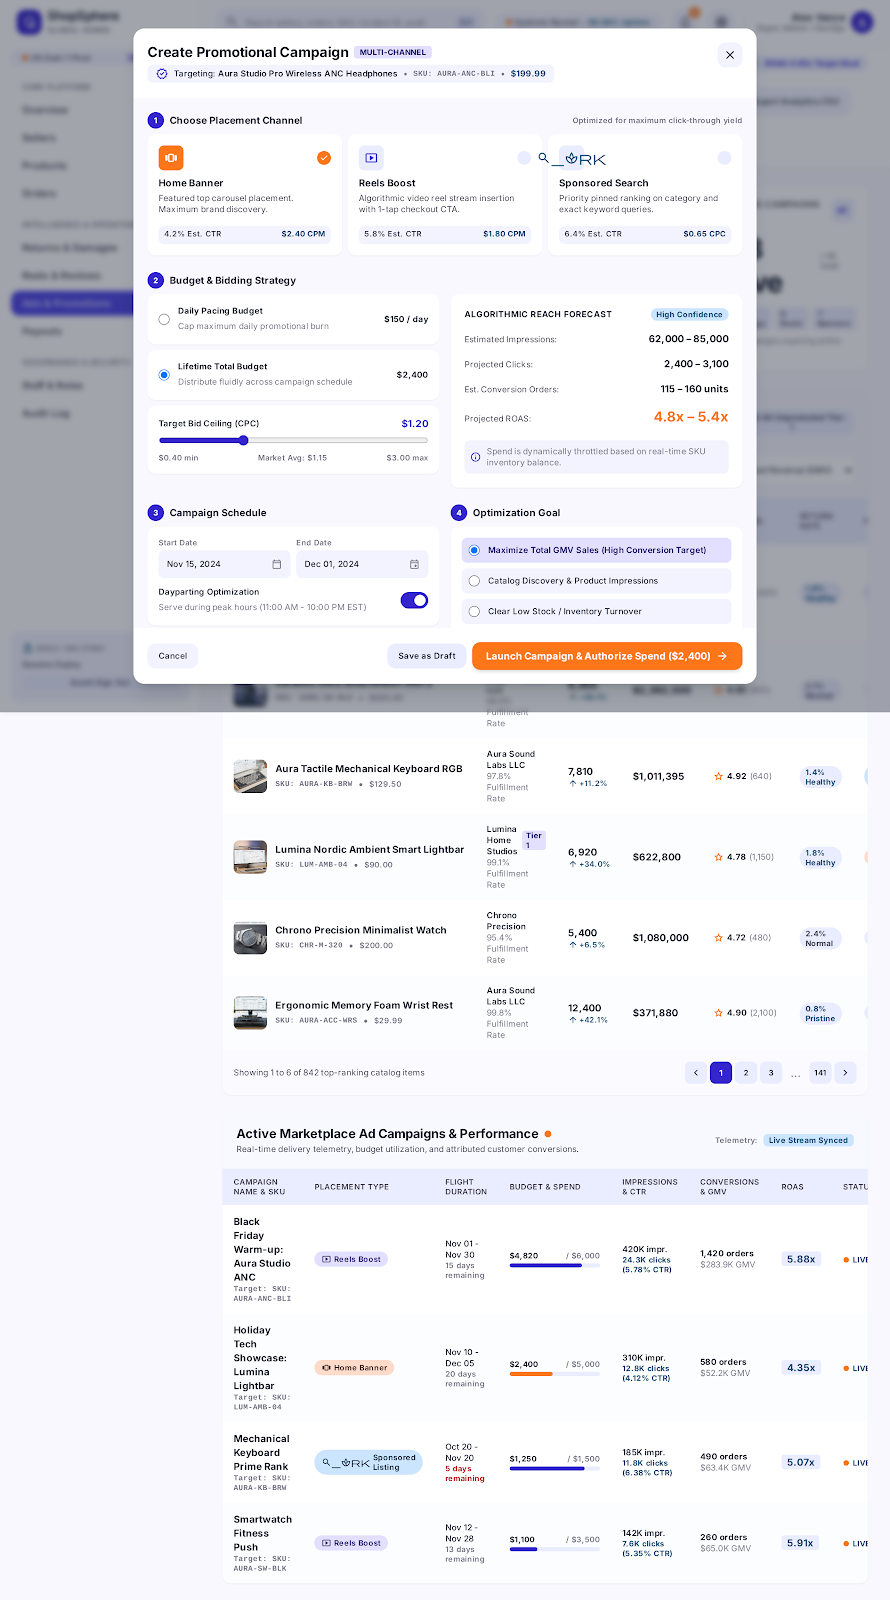 ShopSphere
Create Promotional Campaign MULTI-CHANNEL
Targeting: Aura Studio Pro Wireless ANC Headphones • SKU: AURA-ANC-BLI • $199.99
1 Choose Placement Channel Optimized for maximum click-through yield
Home Banner
Featured top carousel placement.
Maximum brand discovery.
4.2% Est. CTR $2.40 CPM
Reels Boost
Algorithmic video reel stream insertion
with 1-tap checkout CTA.
5.8% Est. CTR $1.80 CPM
Sponsored Search
Priority pinned ranking on category and
exact keyword queries.
6.4% Est. CTR $0.65 CPC
2 Budget & Bidding Strategy
Daily Pacing Budget
Cap maximum daily promotional burn
$150 / day
Lifetime Total Budget
Distribute fluidly across campaign schedule
$2,400
Target Bid Ceiling (CPC) $1.20
$0.40 min Market Avg: $1.15 $3.00 max
ALGORITHMIC REACH FORECAST High Confidence
Estimated Impressions: 62,000 – 85,000
Projected Clicks: 2,400 – 3,100
Est. Conversion Orders: 115 – 160 units
Projected ROAS: 4.8x – 5.4x
Spend is dynamically throttled based on real-time SKU
inventory balance.
3 Campaign Schedule
Start Date End Date
Nov 15, 2024 Dec 01, 2024
Dayparting Optimization
Serve during peak hours (11:00 AM - 10:00 PM EST)
4 Optimization Goal
Maximize Total GMV Sales (High Conversion Target)
Catalog Discovery & Product Impressions
Clear Low Stock / Inventory Turnover
Cancel Save as Draft Launch Campaign & Authorize Spend ($2,400)
Overview
Sellers
Products
Orders
Returns & Damages
Reels & Reviews
Ads & Promotions
Payouts
Staff & Roles
Audit Log
Fulfillment
Rate
Aura Tactile Mechanical Keyboard RGB
SKU: AURA-KB-BRW • $129.50
Aura Sound
Labs LLC
97.8%
Fulfillment
Rate
7,810
+11.2%
$1,011,395
4.92 (640)
1.4%
Healthy
Lumina Nordic Ambient Smart Lightbar
SKU: LUM-AMB-04 • $90.00
Lumina
Home
Studios
Tier
1
99.1%
Fulfillment
Rate
6,920
+34.0%
$622,800
4.78 (1,150)
1.8%
Healthy
Chrono Precision Minimalist Watch
SKU: CHR-M-320 • $200.00
Chrono
Precision
95.4%
Fulfillment
Rate
5,400
+6.5%
$1,080,000
4.72 (480)
2.4%
Normal
Ergonomic Memory Foam Wrist Rest
SKU: AURA-ACC-WRS • $29.99
Aura Sound
Labs LLC
99.8%
Fulfillment
Rate
12,400
+42.1%
$371,880
4.90 (2,100)
0.8%
Pristine
Showing 1 to 6 of 842 top-ranking catalog items
1 2 3 ... 141
Active Marketplace Ad Campaigns & Performance
Real-time delivery telemetry, budget utilization, and attributed customer conversions.
Telemetry: Live Stream Synced
CAMPAIGN
NAME & SKU
PLACEMENT TYPE
FLIGHT
DURATION
BUDGET & SPEND
IMPRESSIONS
& CTR
CONVERSIONS
& GMV
ROAS
STATU
Black
Friday
Warm-up:
Aura Studio
ANC
Target: SKU:
AURA-ANC-BLI
Reels Boost
Nov 01 -
Nov 30
15 days
remaining
$4,820 / $6,000
420K impr.
24.3K clicks
(5.78% CTR)
1,420 orders
$283.9K GMV
5.88x
LIVE
Holiday
Tech
Showcase:
Lumina
Lightbar
Target: SKU:
LUM-AMB-04
Home Banner
Nov 10 -
Dec 05
20 days
remaining
$2,400 / $5,000
310K impr.
12.8K clicks
(4.12% CTR)
580 orders
$52.2K GMV
4.35x
LIVE
Mechanical
Keyboard
Prime Rank
Target: SKU:
AURA-KB-BRW
Sponsored
Listing
Oct 20 -
Nov 20
5 days
remaining
$1,250 / $1,500
185K impr.
11.8K clicks
(6.38% CTR)
490 orders
$63.4K GMV
5.07x
LIVE
Smartwatch
Fitness
Push
Target: SKU:
AURA-SW-BLK
Reels Boost
Nov 12 -
Nov 28
13 days
remaining
$1,100 / $3,500
142K impr.
7.6K clicks
(5.35% CTR)
260 orders
$65.0K GMV
5.91x
LIVE